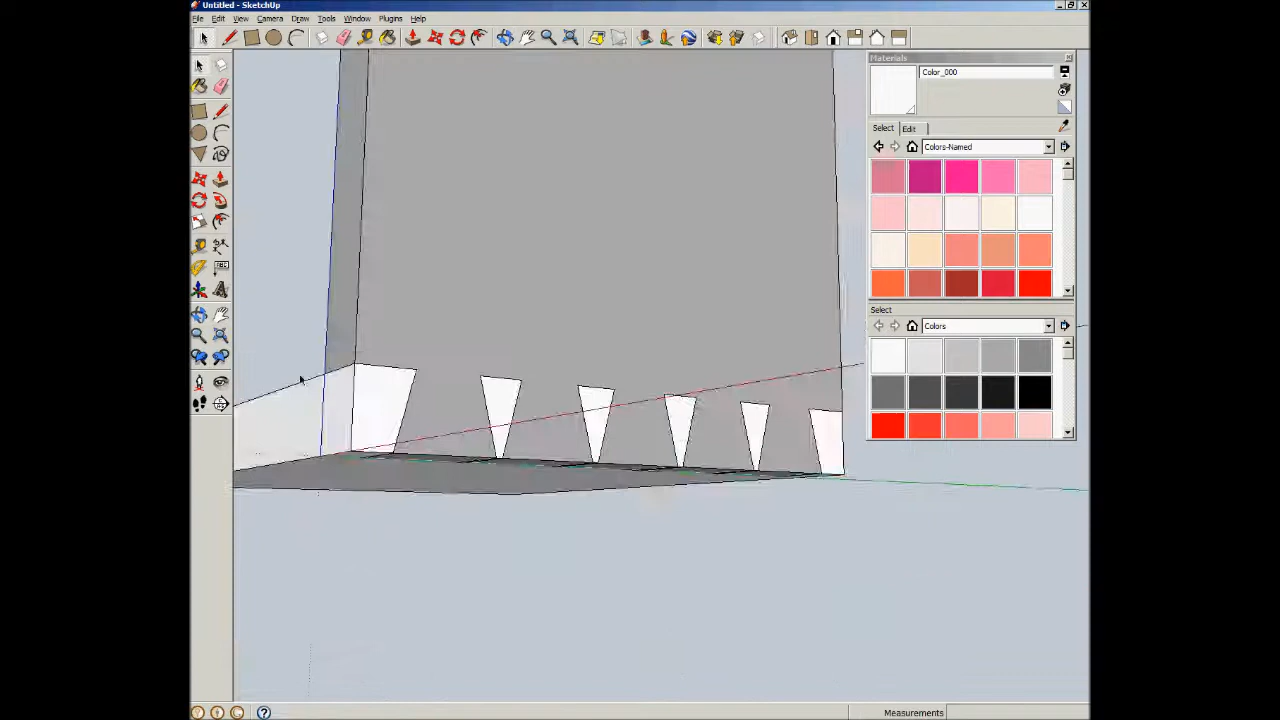 Untitled - SketchUp
File Edit View Camera Draw Tools Window Plugins Help
Materials
Color_000
Select Edit
Colors-Named
Select
Colors
Measurements